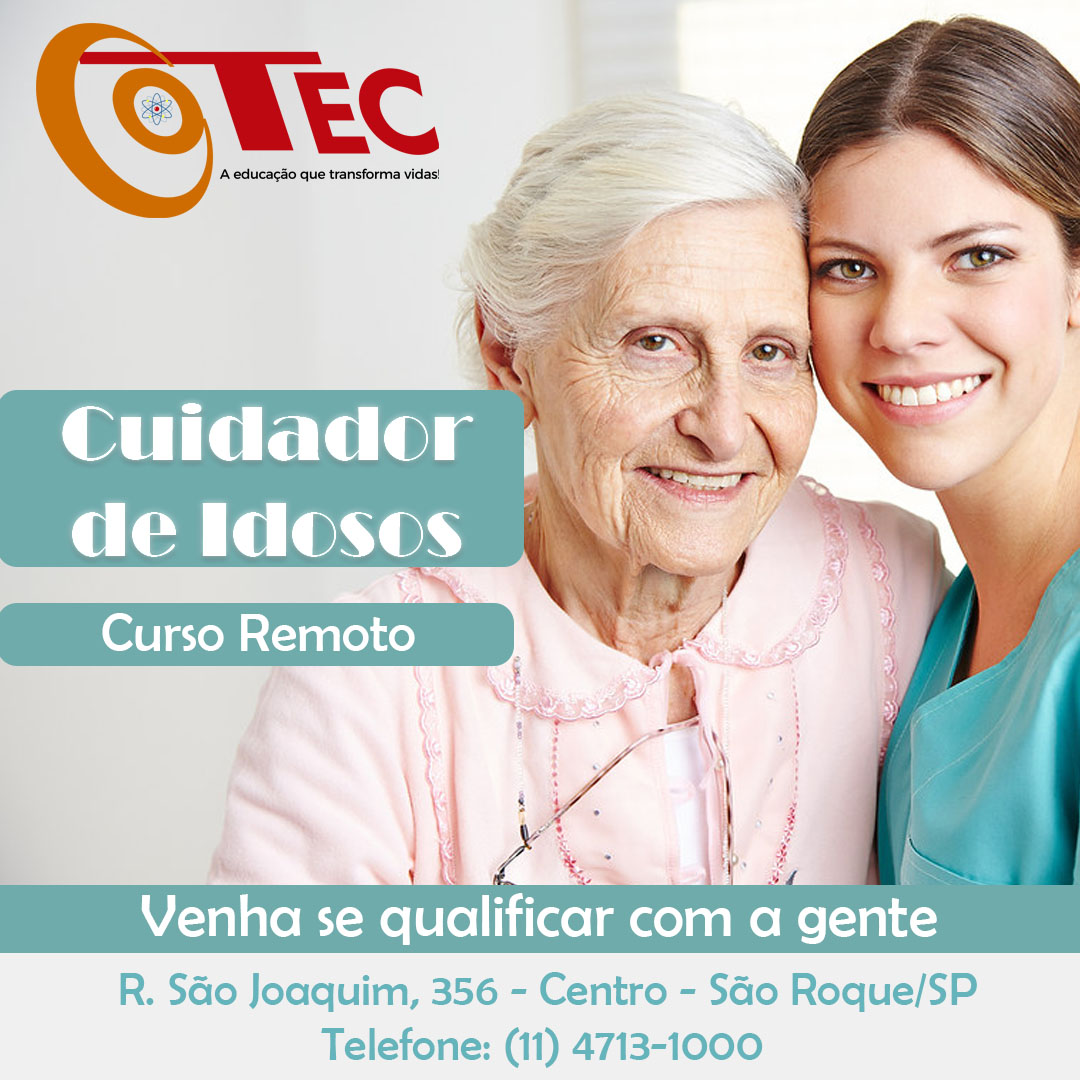 COTEC
A educação que transforma vidas!
Cuidador
de Idosos
Curso Remoto
Venha se qualificar com a gente
R. São Joaquim, 356 - Centro - São Roque/SP
Telefone: (11) 4713-1000